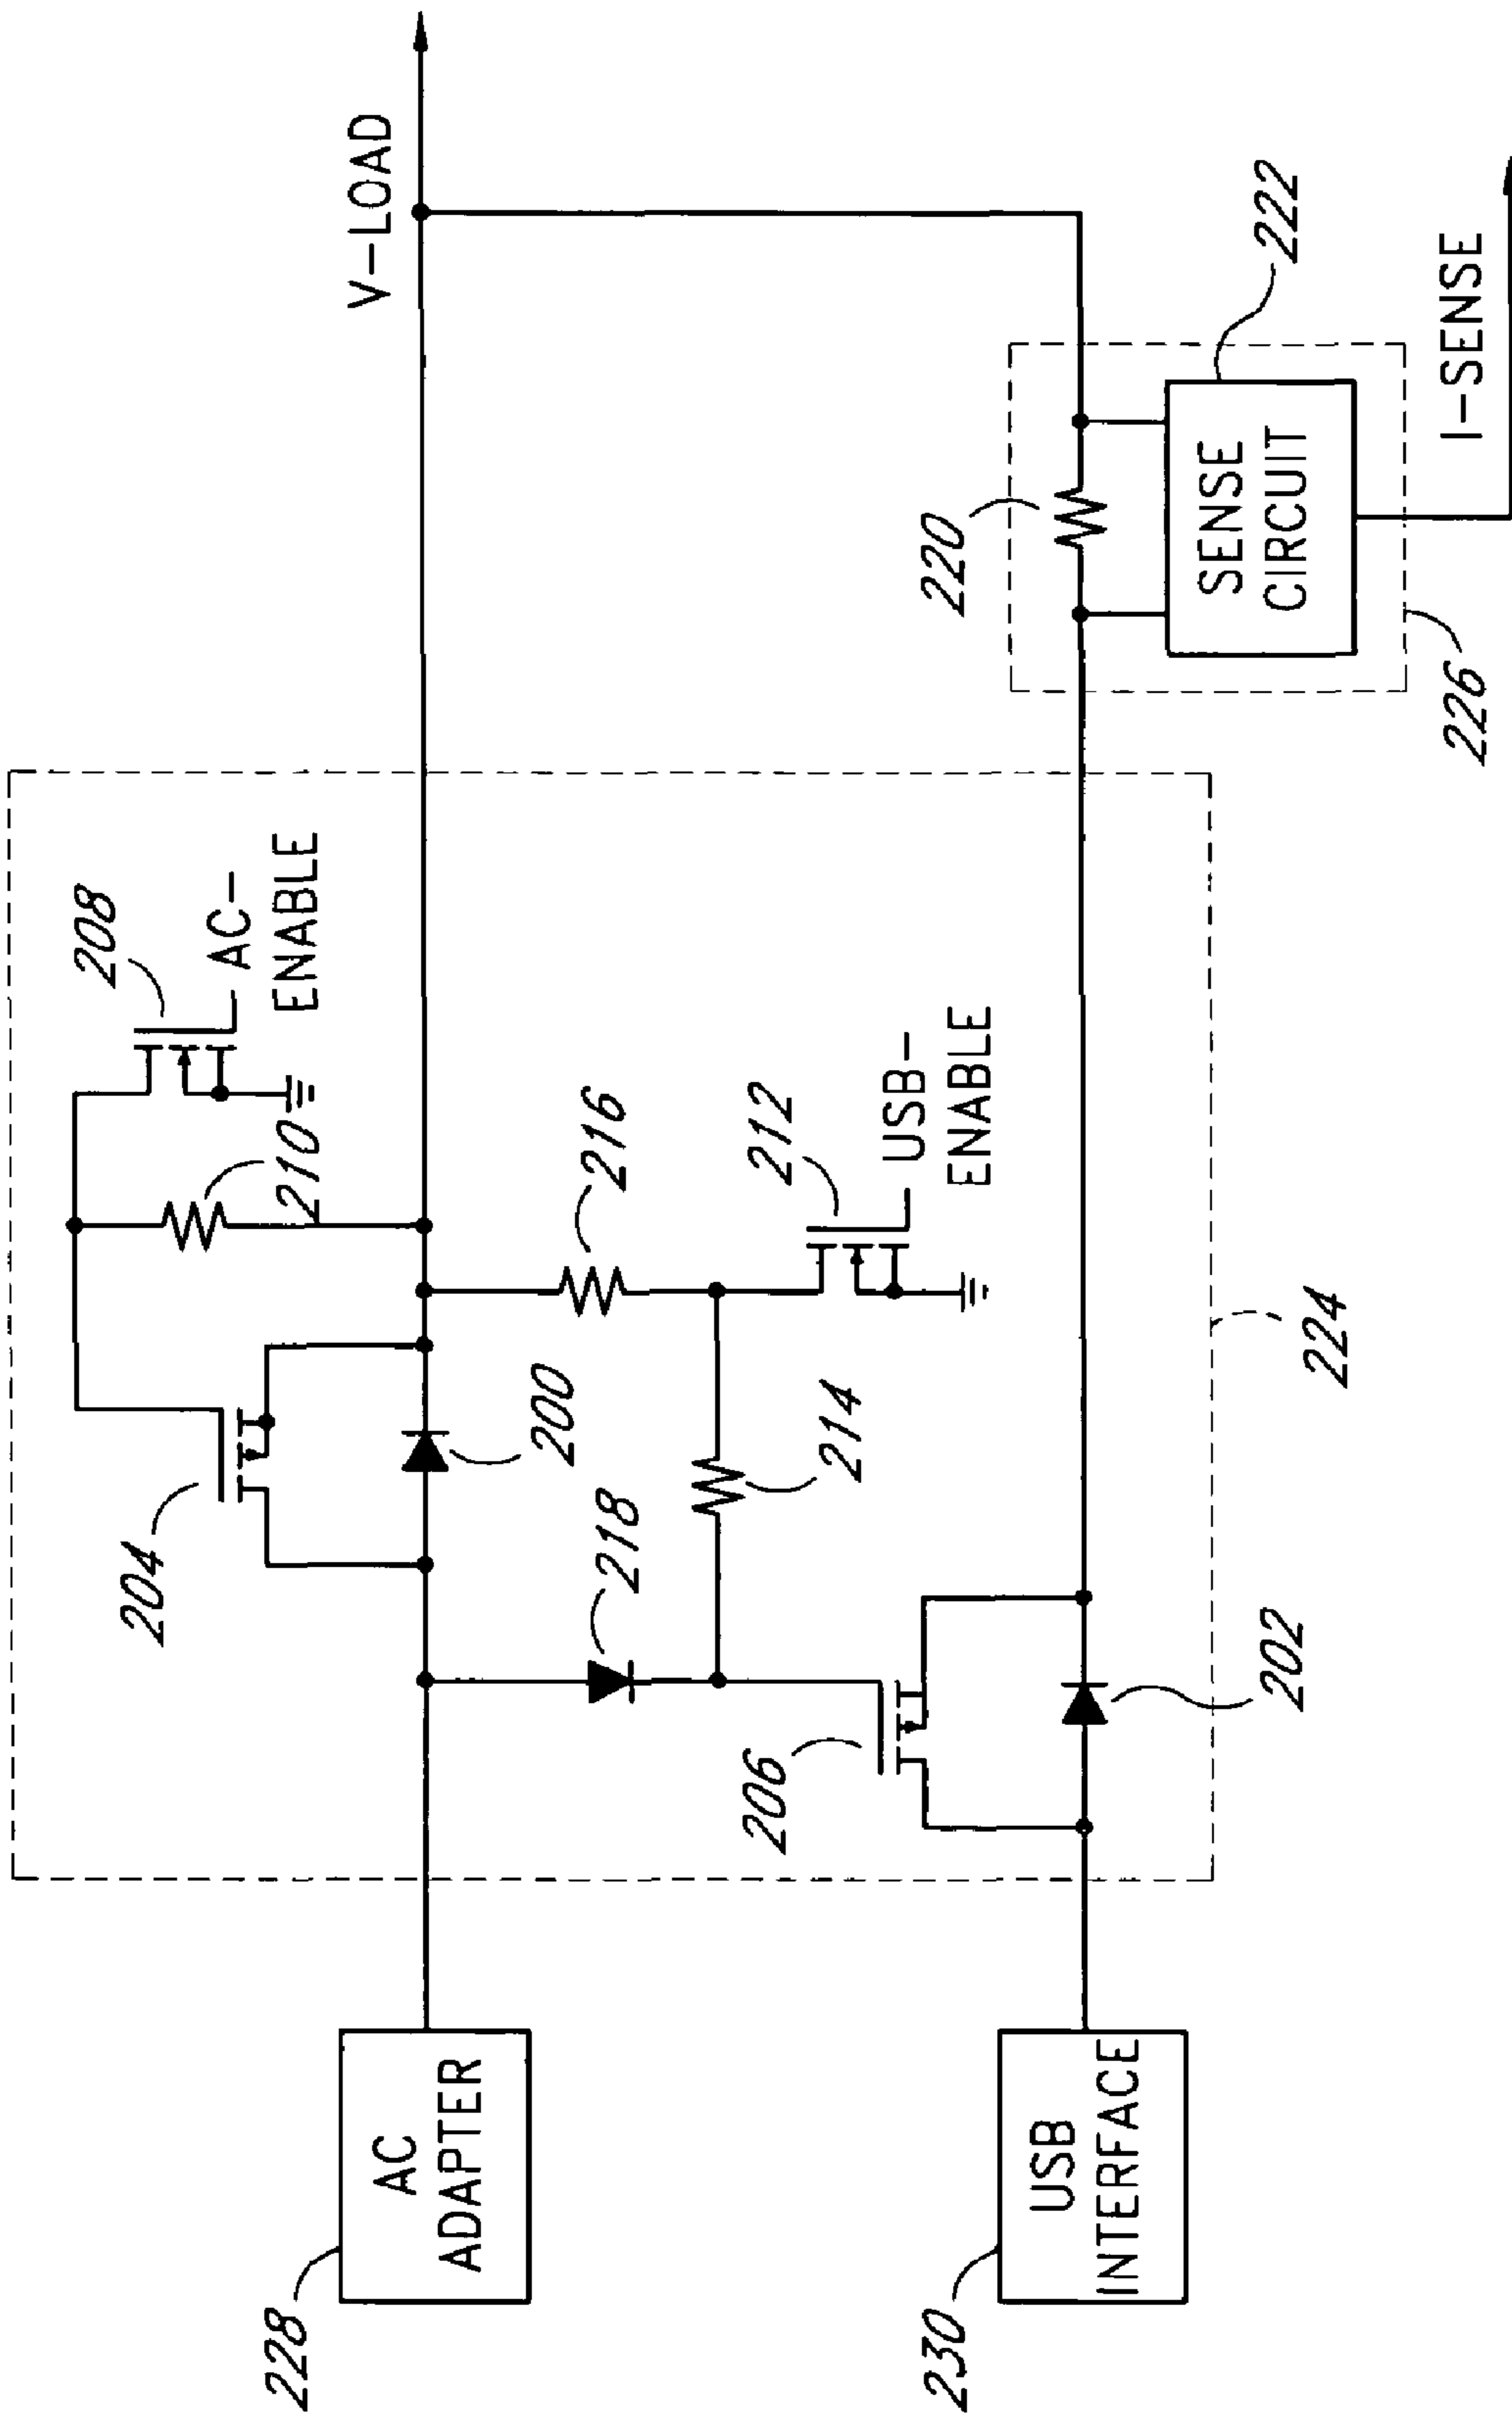 V-LOAD
208
AC-
ENABLE
210
204
200
216
218
214
212
USB-
ENABLE
206
202
224
220
SENSE
CIRCUIT
222
226
I-SENSE
228
AC
ADAPTER
230
USB
INTERFACE